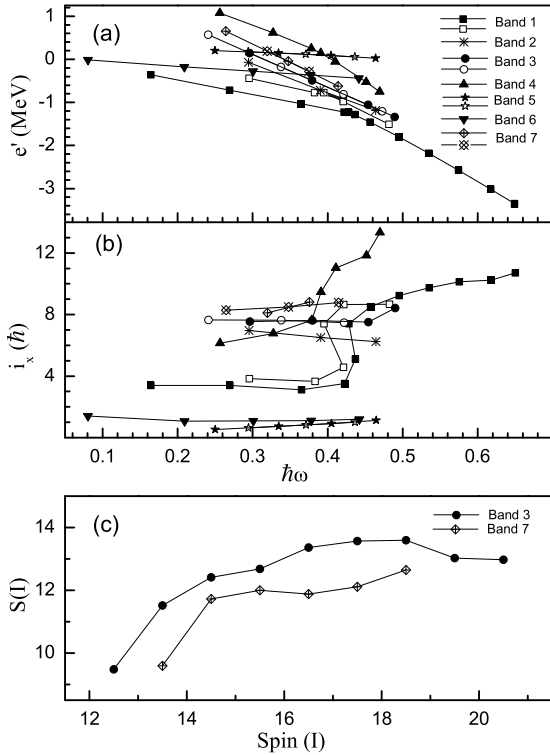 (a)
e' (MeV)
1
0
-1
-2
-3
Band 1
Band 2
Band 3
Band 4
Band 5
Band 6
Band 7
(b)
i_x (ħ)
12
8
4
0.1 0.2 0.3 0.4 0.5 0.6
ħω
(c)
S(I)
14
13
12
10
Band 3
Band 7
12 14 16 18 20
Spin (I)